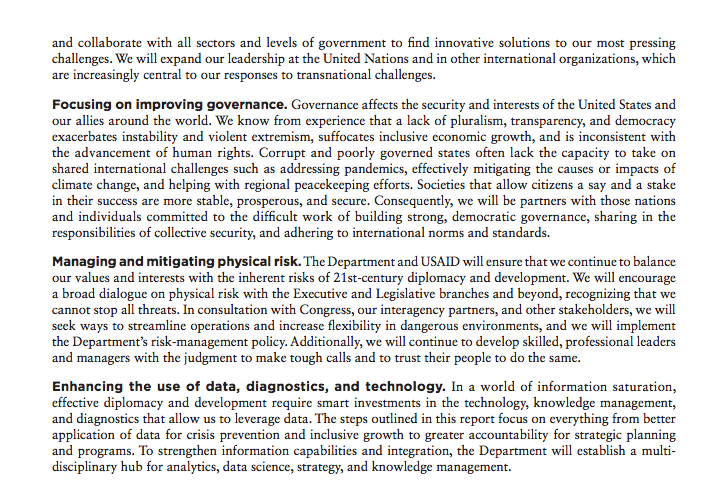 and collaborate with all sectors and levels of government to find innovative solutions to our most pressing
challenges. We will expand our leadership at the United Nations and in other international organizations, which
are increasingly central to our responses to transnational challenges.
Focusing on improving governance. Governance affects the security and interests of the United States and
our allies around the world. We know from experience that a lack of pluralism, transparency, and democracy
exacerbates instability and violent extremism, suffocates inclusive economic growth, and is inconsistent with
the advancement of human rights. Corrupt and poorly governed states often lack the capacity to take on
shared international challenges such as addressing pandemics, effectively mitigating the causes or impacts of
climate change, and helping with regional peacekeeping efforts. Societies that allow citizens a say and a stake
in their success are more stable, prosperous, and secure. Consequently, we will be partners with those nations
and individuals committed to the difficult work of building strong, democratic governance, sharing in the
responsibilities of collective security, and adhering to international norms and standards.
Managing and mitigating physical risk. The Department and USAID will ensure that we continue to balance
our values and interests with the inherent risks of 21st-century diplomacy and development. We will encourage
a broad dialogue on physical risk with the Executive and Legislative branches and beyond, recognizing that we
cannot stop all threats. In consultation with Congress, our interagency partners, and other stakeholders, we will
seek ways to streamline operations and increase flexibility in dangerous environments, and we will implement
the Department's risk-management policy. Additionally, we will continue to develop skilled, professional leaders
and managers with the judgment to make tough calls and to trust their people to do the same.
Enhancing the use of data, diagnostics, and technology. In a world of information saturation,
effective diplomacy and development require smart investments in the technology, knowledge management,
and diagnostics that allow us to leverage data. The steps outlined in this report focus on everything from better
application of data for crisis prevention and inclusive growth to greater accountability for strategic planning
and programs. To strengthen information capabilities and integration, the Department will establish a multi-
disciplinary hub for analytics, data science, strategy, and knowledge management.